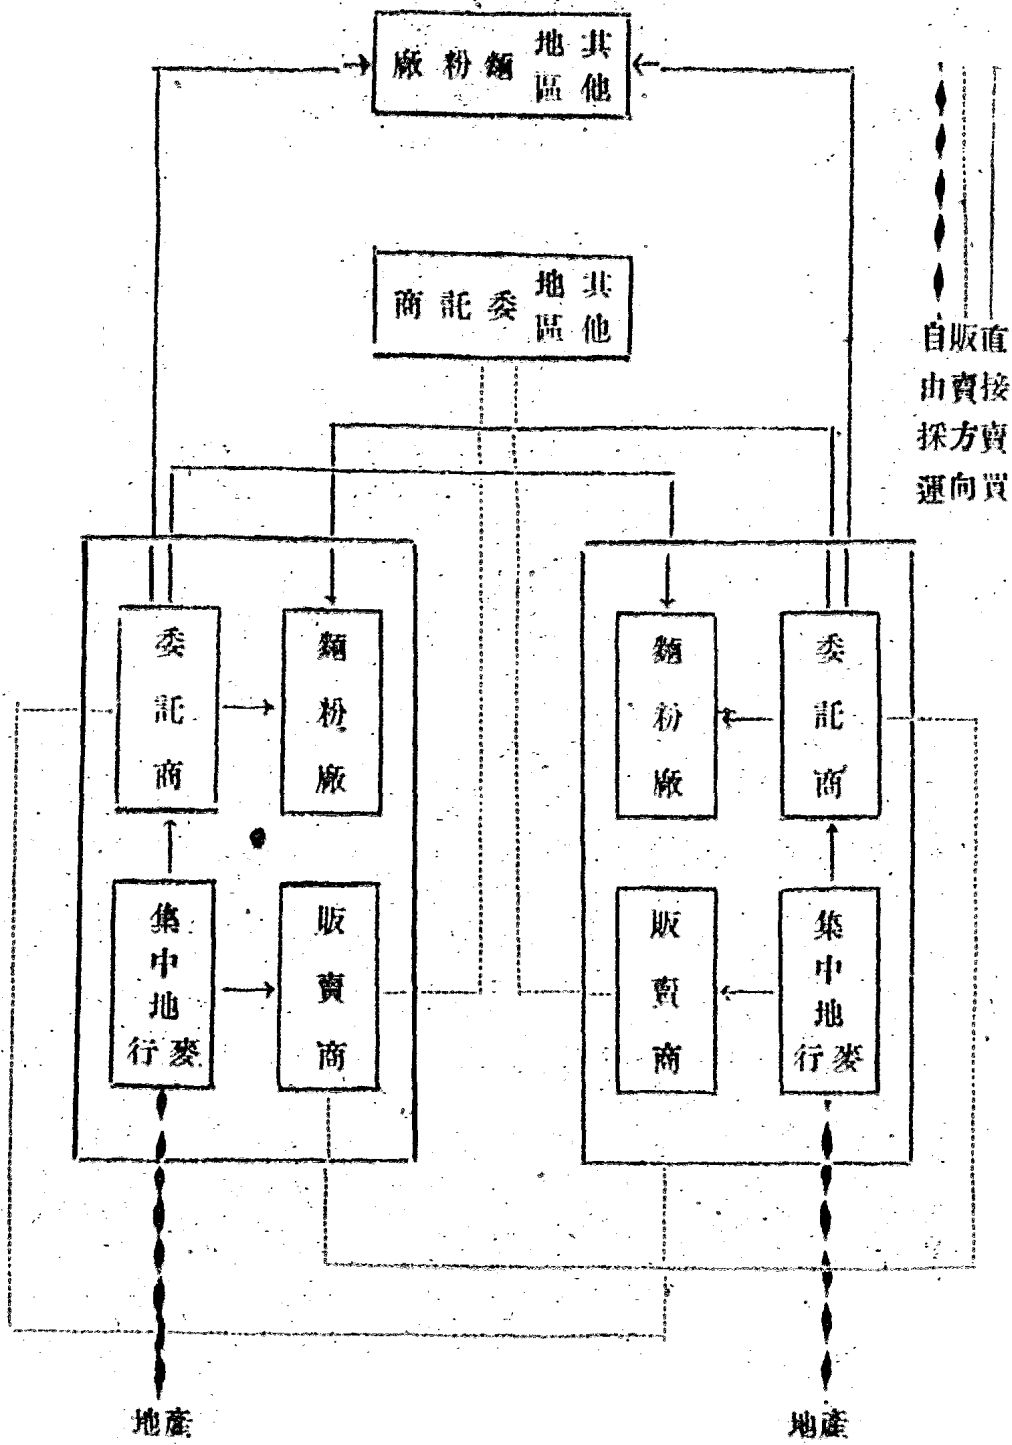 其他地區麵粉廠
其他地區委託商
直接賣買
販賣方向
自由採運
委託商
麵粉廠
集中地麥行
販賣商
麵粉廠
委託商
販賣商
集中地麥行
產地
產地